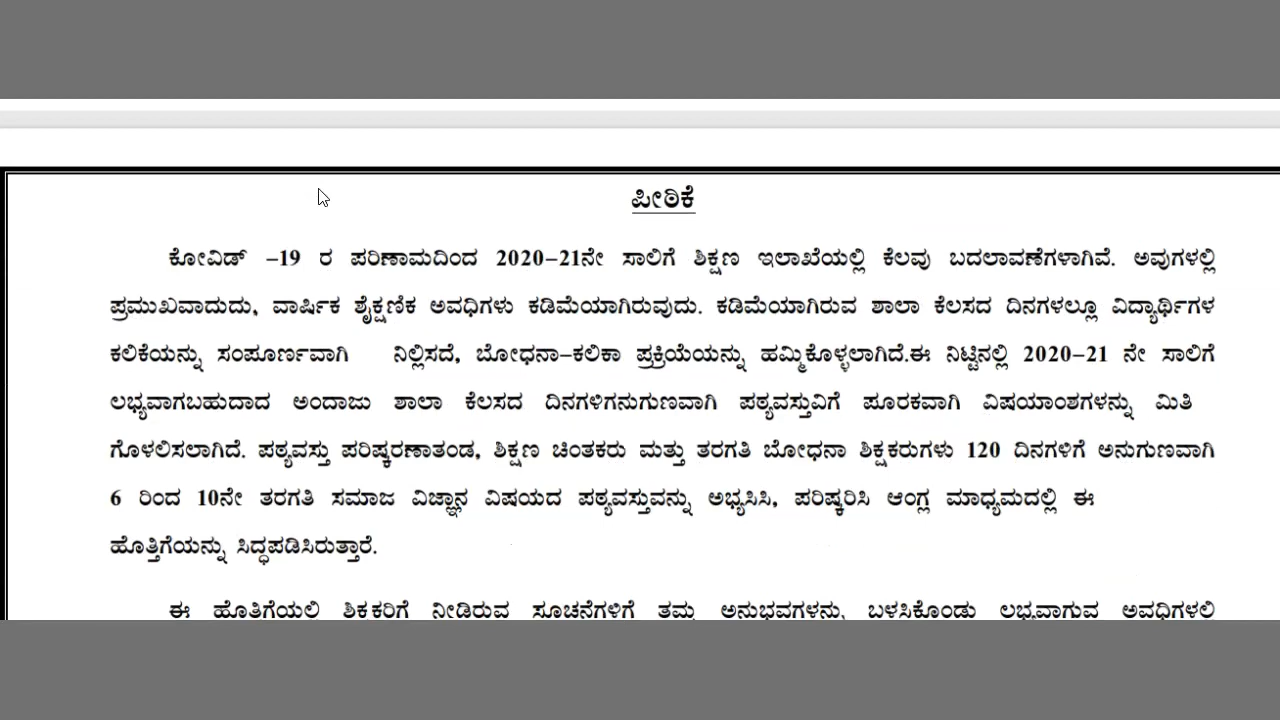 ಪೀಠಿಕೆ
ಕೋವಿಡ್ –19 ರ ಪರಿಣಾಮದಿಂದ 2020–21ನೇ ಸಾಲಿಗೆ ಶಿಕ್ಷಣ ಇಲಾಖೆಯಲ್ಲಿ ಕೆಲವು ಬದಲಾವಣೆಗಳಾಗಿವೆ. ಅವುಗಳಲ್ಲಿ
ಪ್ರಮುಖವಾದುದು, ವಾರ್ಷಿಕ ಶೈಕ್ಷಣಿಕ ಅವಧಿಗಳು ಕಡಿಮೆಯಾಗಿರುವುದು. ಕಡಿಮೆಯಾಗಿರುವ ಶಾಲಾ ಕೆಲಸದ ದಿನಗಳಲ್ಲೂ ವಿದ್ಯಾರ್ಥಿಗಳ
ಕಲಿಕೆಯನ್ನು ಸಂಪೂರ್ಣವಾಗಿ ನಿಲ್ಲಿಸದೆ, ಬೋಧನಾ–ಕಲಿಕಾ ಪ್ರಕ್ರಿಯೆಯನ್ನು ಹಮ್ಮಿಕೊಳ್ಳಲಾಗಿದೆ.ಈ ನಿಟ್ಟಿನಲ್ಲಿ 2020–21 ನೇ ಸಾಲಿಗೆ
ಲಭ್ಯವಾಗಬಹುದಾದ ಅಂದಾಜು ಶಾಲಾ ಕೆಲಸದ ದಿನಗಳಿಗನುಗುಣವಾಗಿ ಪಠ್ಯವಸ್ತುವಿಗೆ ಪೂರಕವಾಗಿ ವಿಷಯಾಂಶಗಳನ್ನು ಮಿತಿ
ಗೊಳಲಿಸಲಾಗಿದೆ. ಪಠ್ಯವಸ್ತು ಪರಿಷ್ಕರಣಾತಂಡ, ಶಿಕ್ಷಣ ಚಿಂತಕರು ಮತ್ತು ತರಗತಿ ಬೋಧನಾ ಶಿಕ್ಷಕರುಗಳು 120 ದಿನಗಳಿಗೆ ಅನುಗುಣವಾಗಿ
6 ರಿಂದ 10ನೇ ತರಗತಿ ಸಮಾಜ ವಿಜ್ಞಾನ ವಿಷಯದ ಪಠ್ಯವಸ್ತುವನ್ನು ಅಭ್ಯಸಿಸಿ, ಪರಿಷ್ಕರಿಸಿ ಆಂಗ್ಲ ಮಾಧ್ಯಮದಲ್ಲಿ ಈ
ಹೊತ್ತಿಗೆಯನ್ನು ಸಿದ್ಧಪಡಿಸಿರುತ್ತಾರೆ.
ಈ ಹೊತ್ತಿಗೆಯಲ್ಲಿ ಶಿಕ್ಷಕರಿಗೆ ನೀಡಿರುವ ಸೂಚನೆಗಳಿಗೆ ತಮ್ಮ ಅನುಭವಗಳನ್ನು ಬಳಸಿಕೊಂಡು ಲಭ್ಯವಾಗುವ ಅವಧಿಗಳಲ್ಲಿ